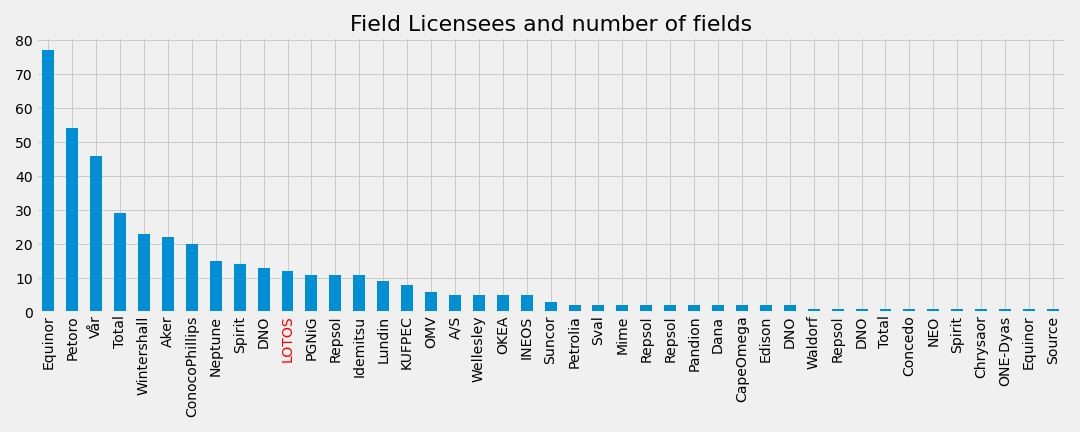 Field Licensees and number of fields
80
70
60
50
40
30
20
10
0
Equinor
Petoro
Vår
Total
Wintershall
Aker
ConocoPhillips
Neptune
Spirit
DNO
LOTOS
PGNiG
Repsol
Idemitsu
Lundin
KUFPEC
OMV
A/S
Wellesley
OKEA
INEOS
Suncor
Petrolia
Sval
Mime
Repsol
Repsol
Pandion
Dana
CapeOmega
Edison
DNO
Waldorf
Repsol
DNO
Total
Concedo
NEO
Spirit
Chrysaor
ONE-Dyas
Equinor
Source